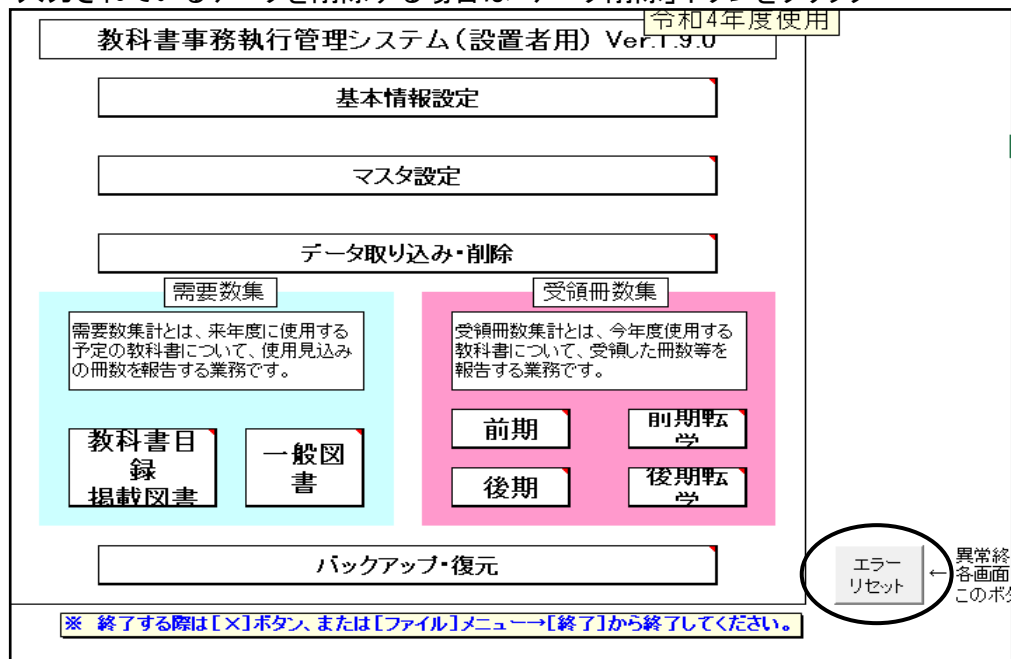 令和4年度使用
教科書事務執行管理システム(設置者用) Ver.1.9.0
基本情報設定
マスタ設定
データ取り込み・削除
需要数集
需要数集計とは、来年度に使用する
予定の教科書について、使用見込み
の冊数を報告する業務です。
教科書目
録
掲載図書
一般図
書
受領冊数集
受領冊数集計とは、今年度使用する
教科書について、受領した冊数等を
報告する業務です。
前期
前期転
学
後期
後期転
学
バックアップ・復元
エラー
リセット
←
異常終
各画面
このボタ
※ 終了する際は[×]ボタン、または[ファイル]メニュー→[終了]から終了してください。